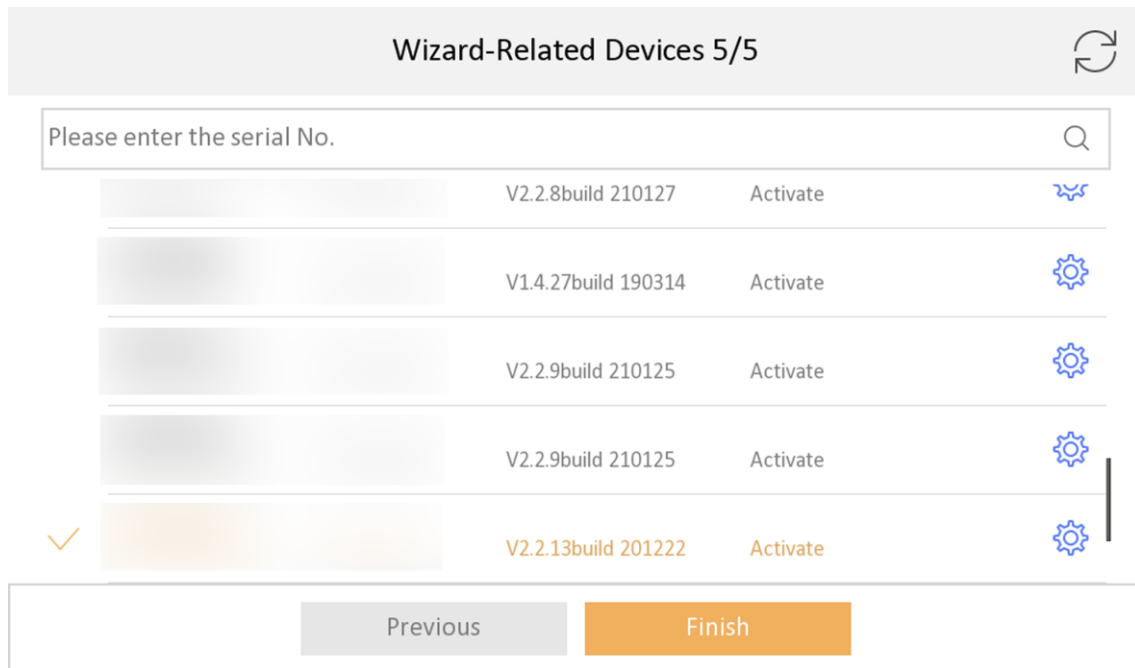 Wizard-Related Devices 5/5
Please enter the serial No.
V2.2.8build 210127 Activate
V1.4.27build 190314 Activate
V2.2.9build 210125 Activate
V2.2.9build 210125 Activate
V2.2.13build 201222 Activate
Previous Finish